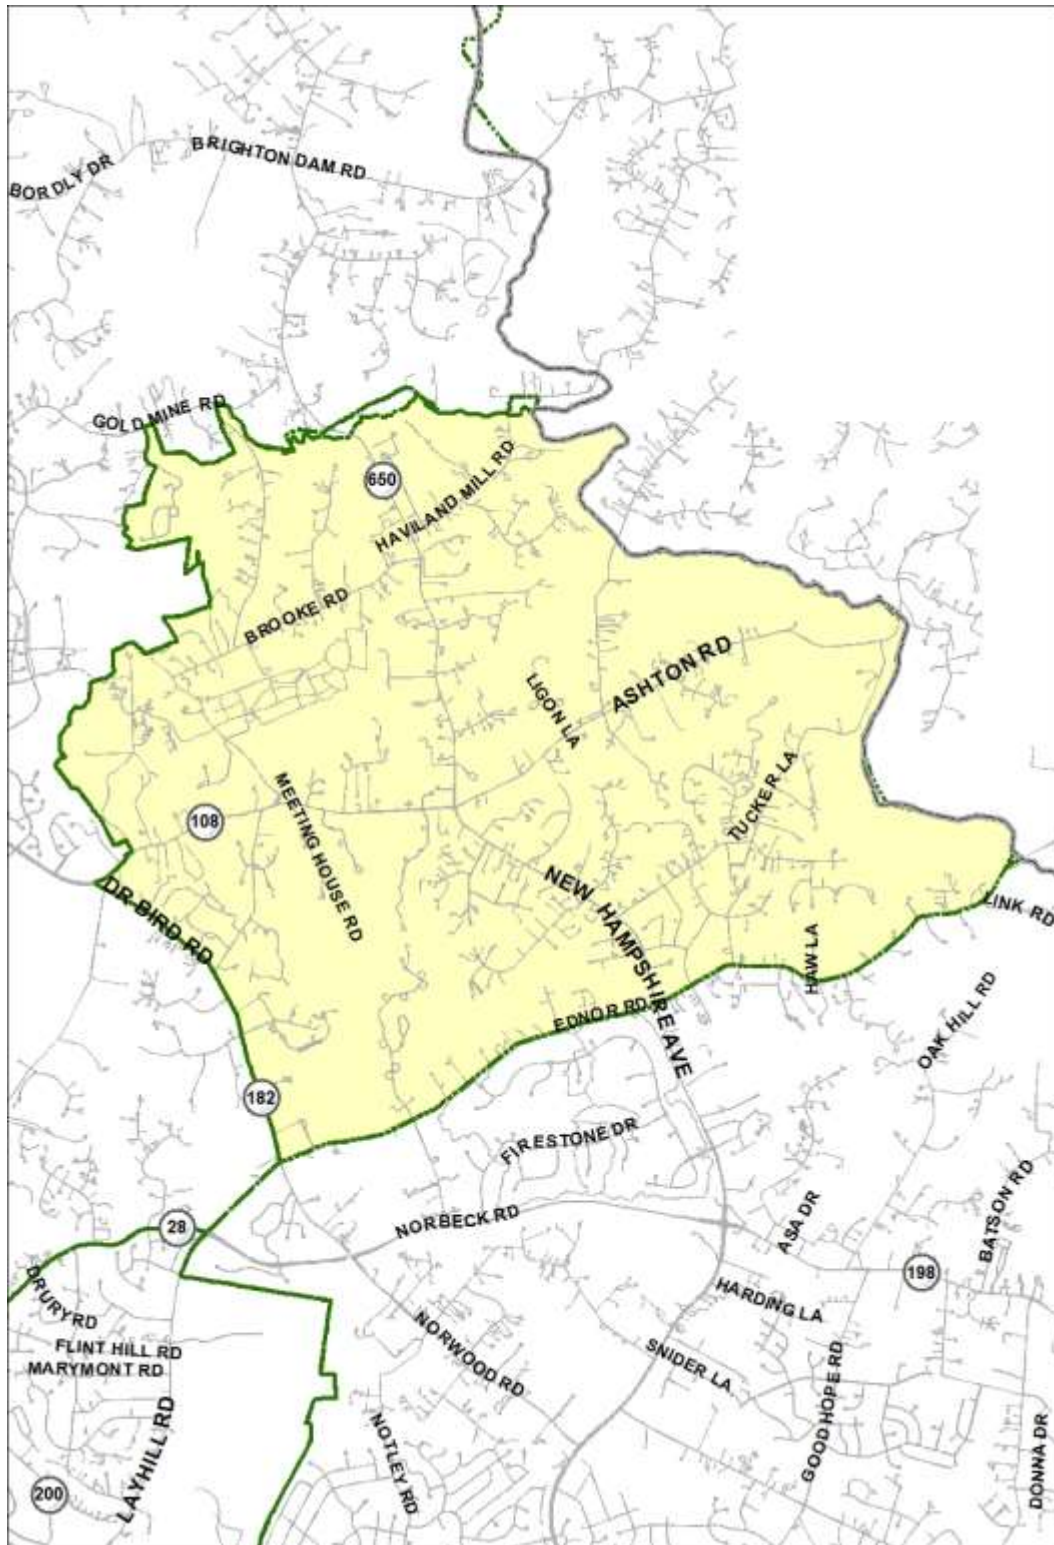 BRIGHTON DAM RD
BORDLY DR
GOLD MINE RD
650
HAVILAND MILL RD
BROOKE RD
ASHTON RD
LIGON LA
TUCKER LA
MEETING HOUSE RD
108
NEW HAMPSHIRE AVE
DR BIRD RD
LINK RD
HAW LA
EDNOR RD
OAK HILL RD
182
FIRESTONE DR
NORBECK RD
28
ASA DR
BATSON RD
198
DRURY RD
HARDING LA
FLINT HILL RD
MARYMONT RD
NORWOOD RD
SNIDER LA
GOOD HOPE RD
LAYHILL RD
NOTLEY RD
DONNA DR
200